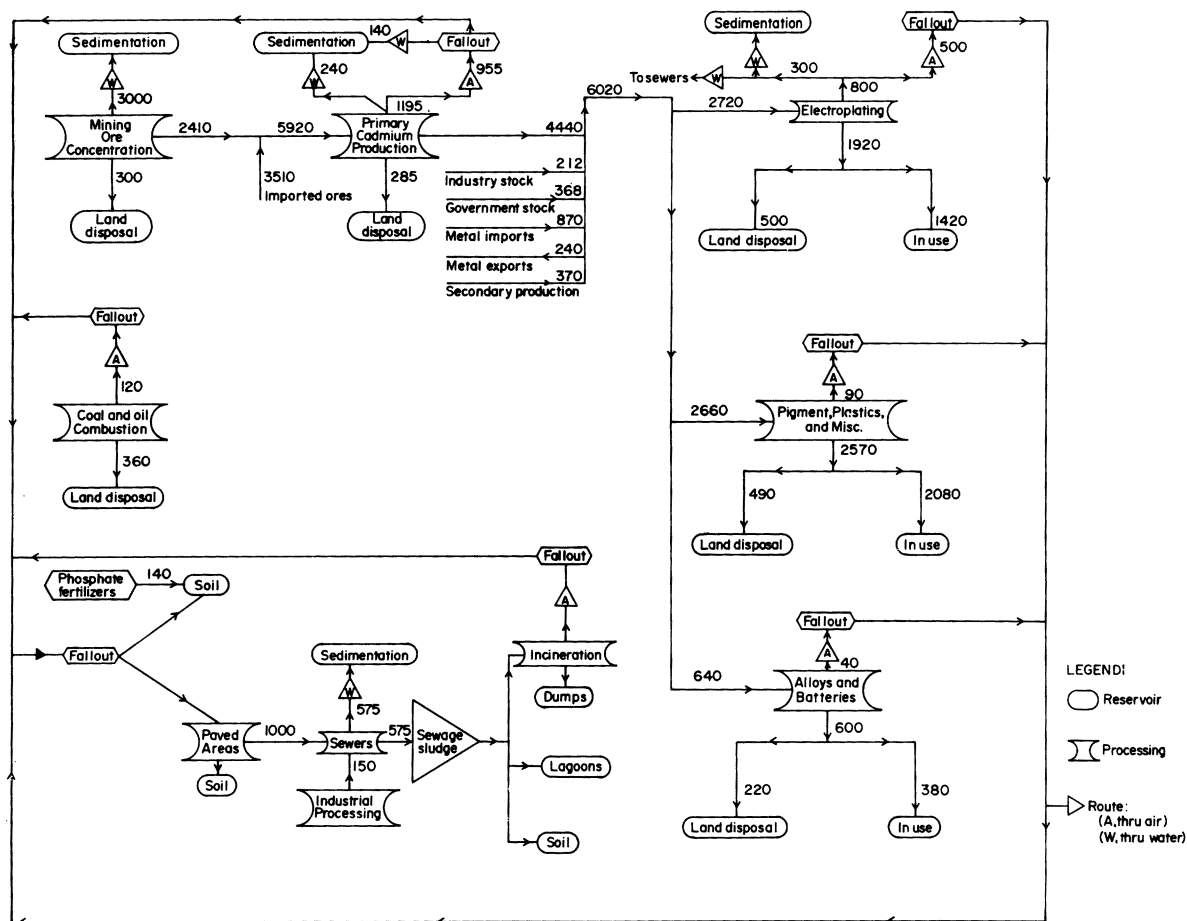 Sedimentation
W
3000
Mining
Ore
Concentration
300
Land
disposal
2410
5920
3510
Imported ores
140
Sedimentation
W
Fallout
240
W
A
955
1195
Primary
Cadmium
Production
285
Land
disposal
4440
6020
212
Industry stock
368
Government stock
870
Metal imports
240
Metal exports
370
Secondary production
Sedimentation
Fallout
A
500
W
To sewers
W
300
800
2720
Electroplating
1920
500
1420
Land disposal
In use
Fallout
A
120
Coal and oil
Combustion
360
Land disposal
Fallout
A
90
2660
Pigment, Plastics,
and Misc.
2570
490
2080
Land disposal
In use
Fallout
A
40
640
Alloys and
Batteries
600
220
380
Land disposal
In use
Phosphate
fertilizers
140
Soil
Fallout
Paved
Areas
Soil
1000
Sedimentation
W
575
Sewers
150
Industrial
Processing
575
Sewage
sludge
Fallout
A
Incineration
Dumps
Lagoons
Soil
LEGEND:
Reservoir
Processing
Route:
(A, thru air)
(W, thru water)